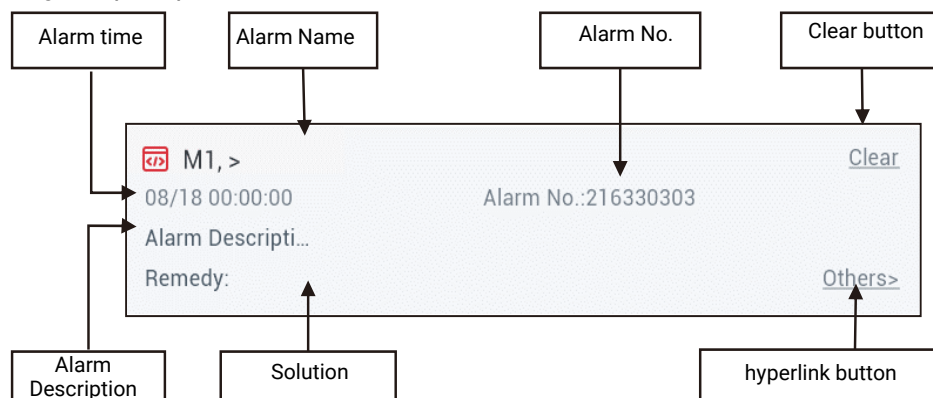 Alarm time
Alarm Name
Alarm No.
Clear button
M1, >
Clear
08/18 00:00:00
Alarm No.:216330303
Alarm Descripti...
Remedy:
Others>
Alarm
Description
Solution
hyperlink button